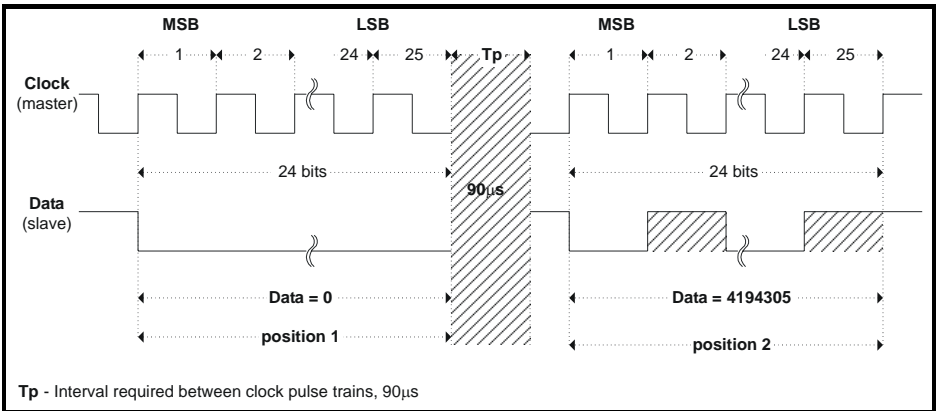 MSB LSB MSB LSB
1 2 24 25 Tp 1 2 24 25
Clock
(master)
24 bits 24 bits
90µs
Data
(slave)
Data = 0 Data = 4194305
position 1 position 2
Tp - Interval required between clock pulse trains, 90µs